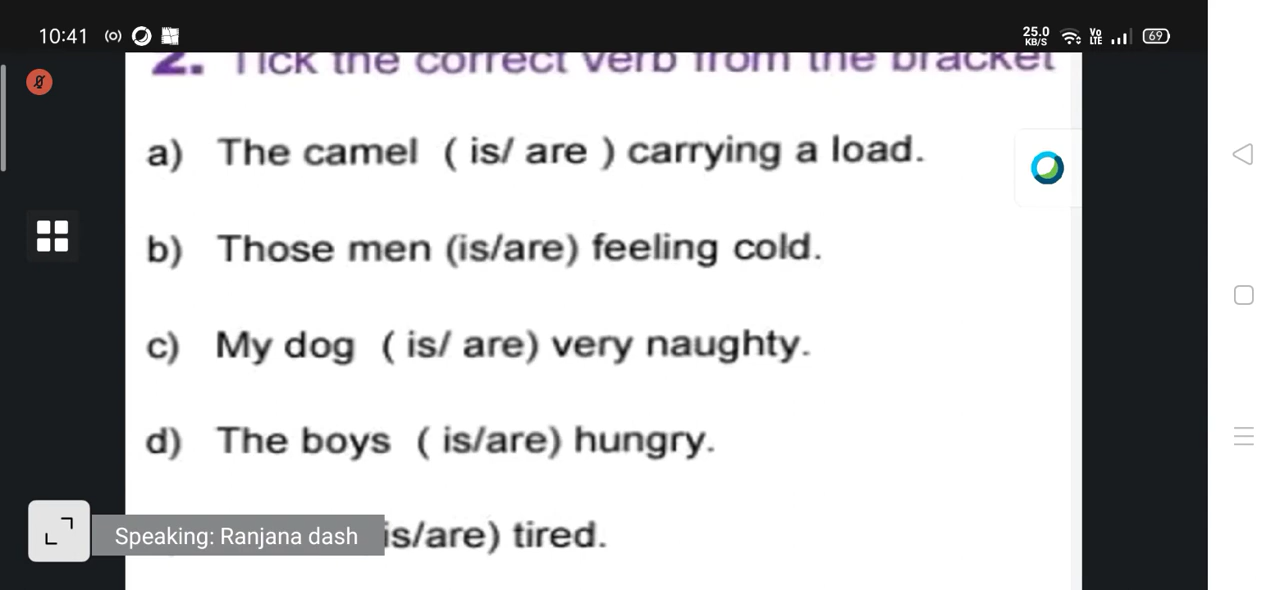 10:41
25.0
KB/S
Vo
LTE
69
2. Tick the correct verb from the bracket
a) The camel ( is/ are ) carrying a load.
b) Those men (is/are) feeling cold.
c) My dog ( is/ are) very naughty.
d) The boys ( is/are) hungry.
Speaking: Ranjana dash
is/are) tired.